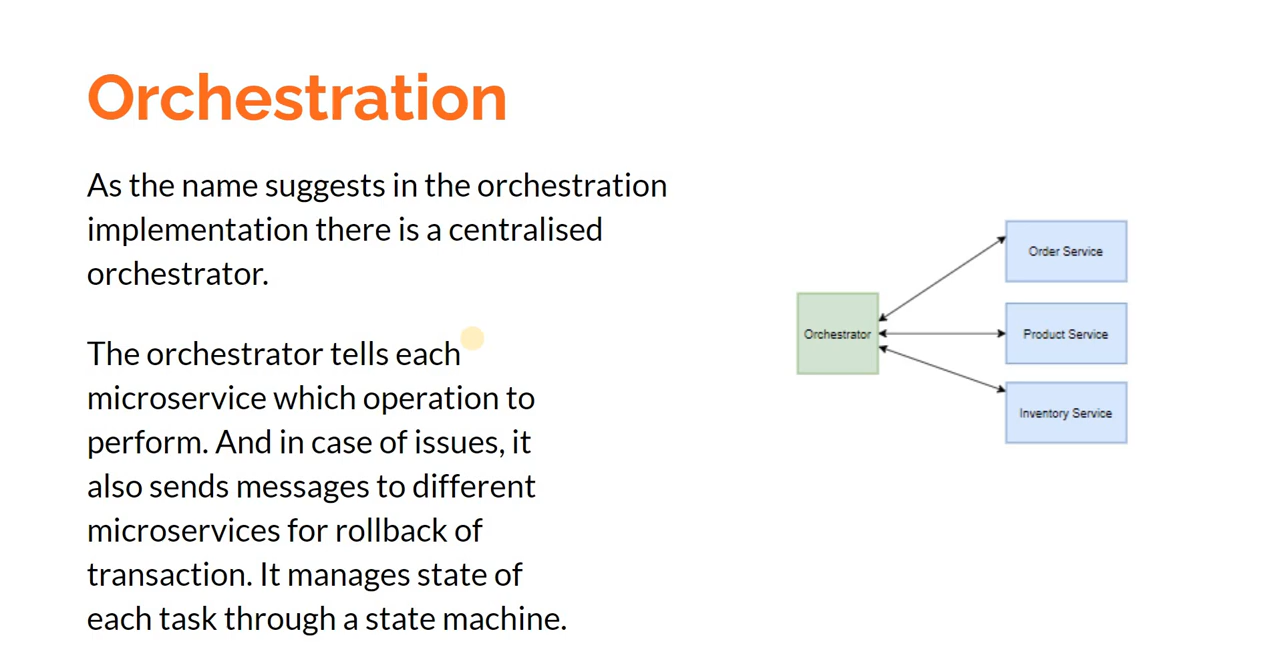 Orchestration
As the name suggests in the orchestration
implementation there is a centralised
orchestrator.
The orchestrator tells each
microservice which operation to
perform. And in case of issues, it
also sends messages to different
microservices for rollback of
transaction. It manages state of
each task through a state machine.
Orchestrator
Order Service
Product Service
Inventory Service